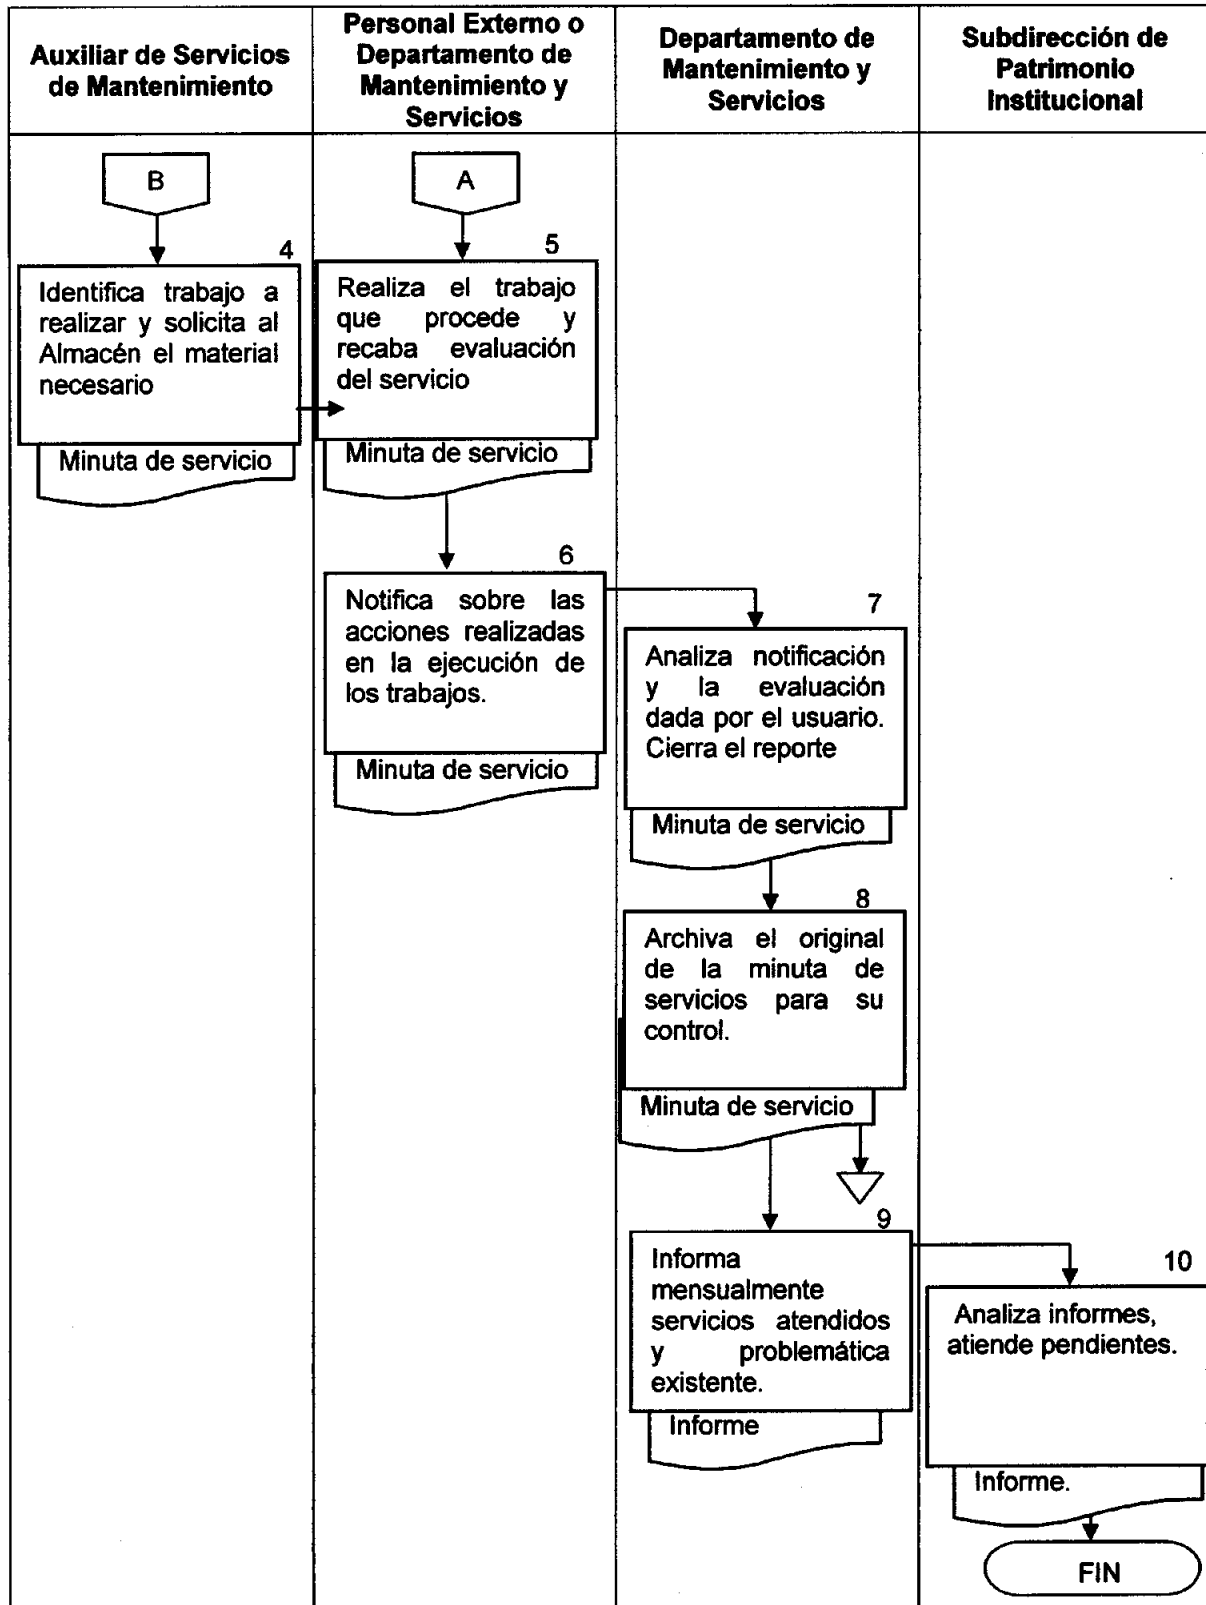 Auxiliar de Servicios
de Mantenimiento
Personal Externo o
Departamento de
Mantenimiento y
Servicios
Departamento de
Mantenimiento y
Servicios
Subdirección de
Patrimonio
Institucional
B
4
Identifica trabajo a
realizar y solicita al
Almacén el material
necesario
Minuta de servicio
A
5
Realiza el trabajo
que procede y
recaba evaluación
del servicio
Minuta de servicio
6
Notifica sobre las
acciones realizadas
en la ejecución de
los trabajos.
Minuta de servicio
7
Analiza notificación
y la evaluación
dada por el usuario.
Cierra el reporte
Minuta de servicio
8
Archiva el original
de la minuta de
servicios para su
control.
Minuta de servicio
9
Informa
mensualmente
servicios atendidos
y problemática
existente.
Informe
10
Analiza informes,
atiende pendientes.
Informe.
FIN